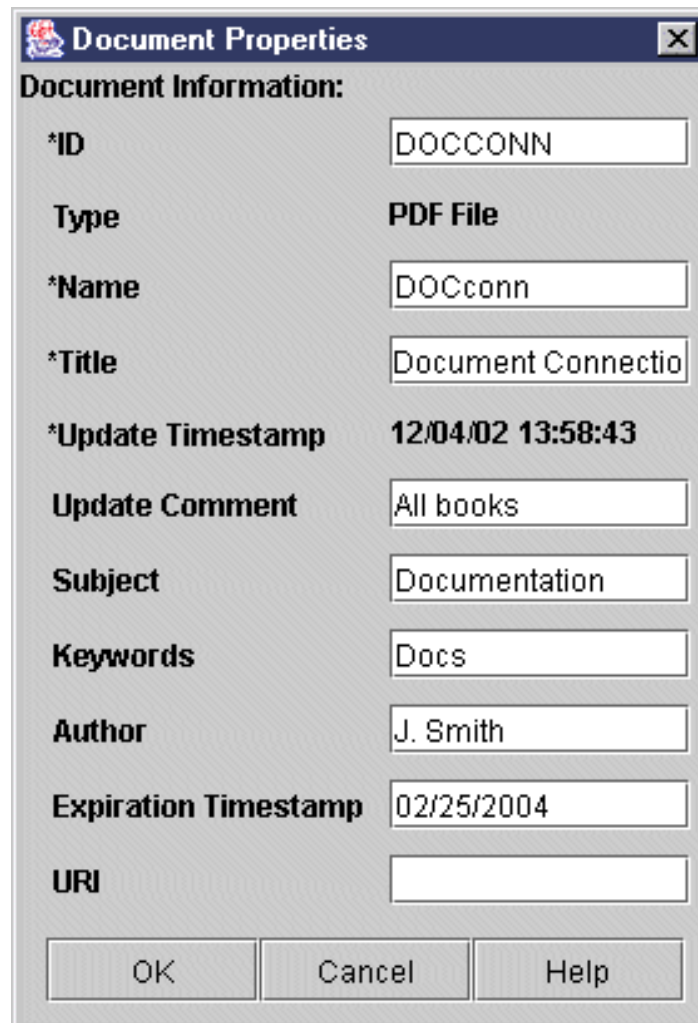 Document Properties
Document Information:
*ID DOCCONN
Type PDF File
*Name DOCconn
*Title Document Connectio
*Update Timestamp 12/04/02 13:58:43
Update Comment All books
Subject Documentation
Keywords Docs
Author J. Smith
Expiration Timestamp 02/25/2004
URI
OK Cancel Help